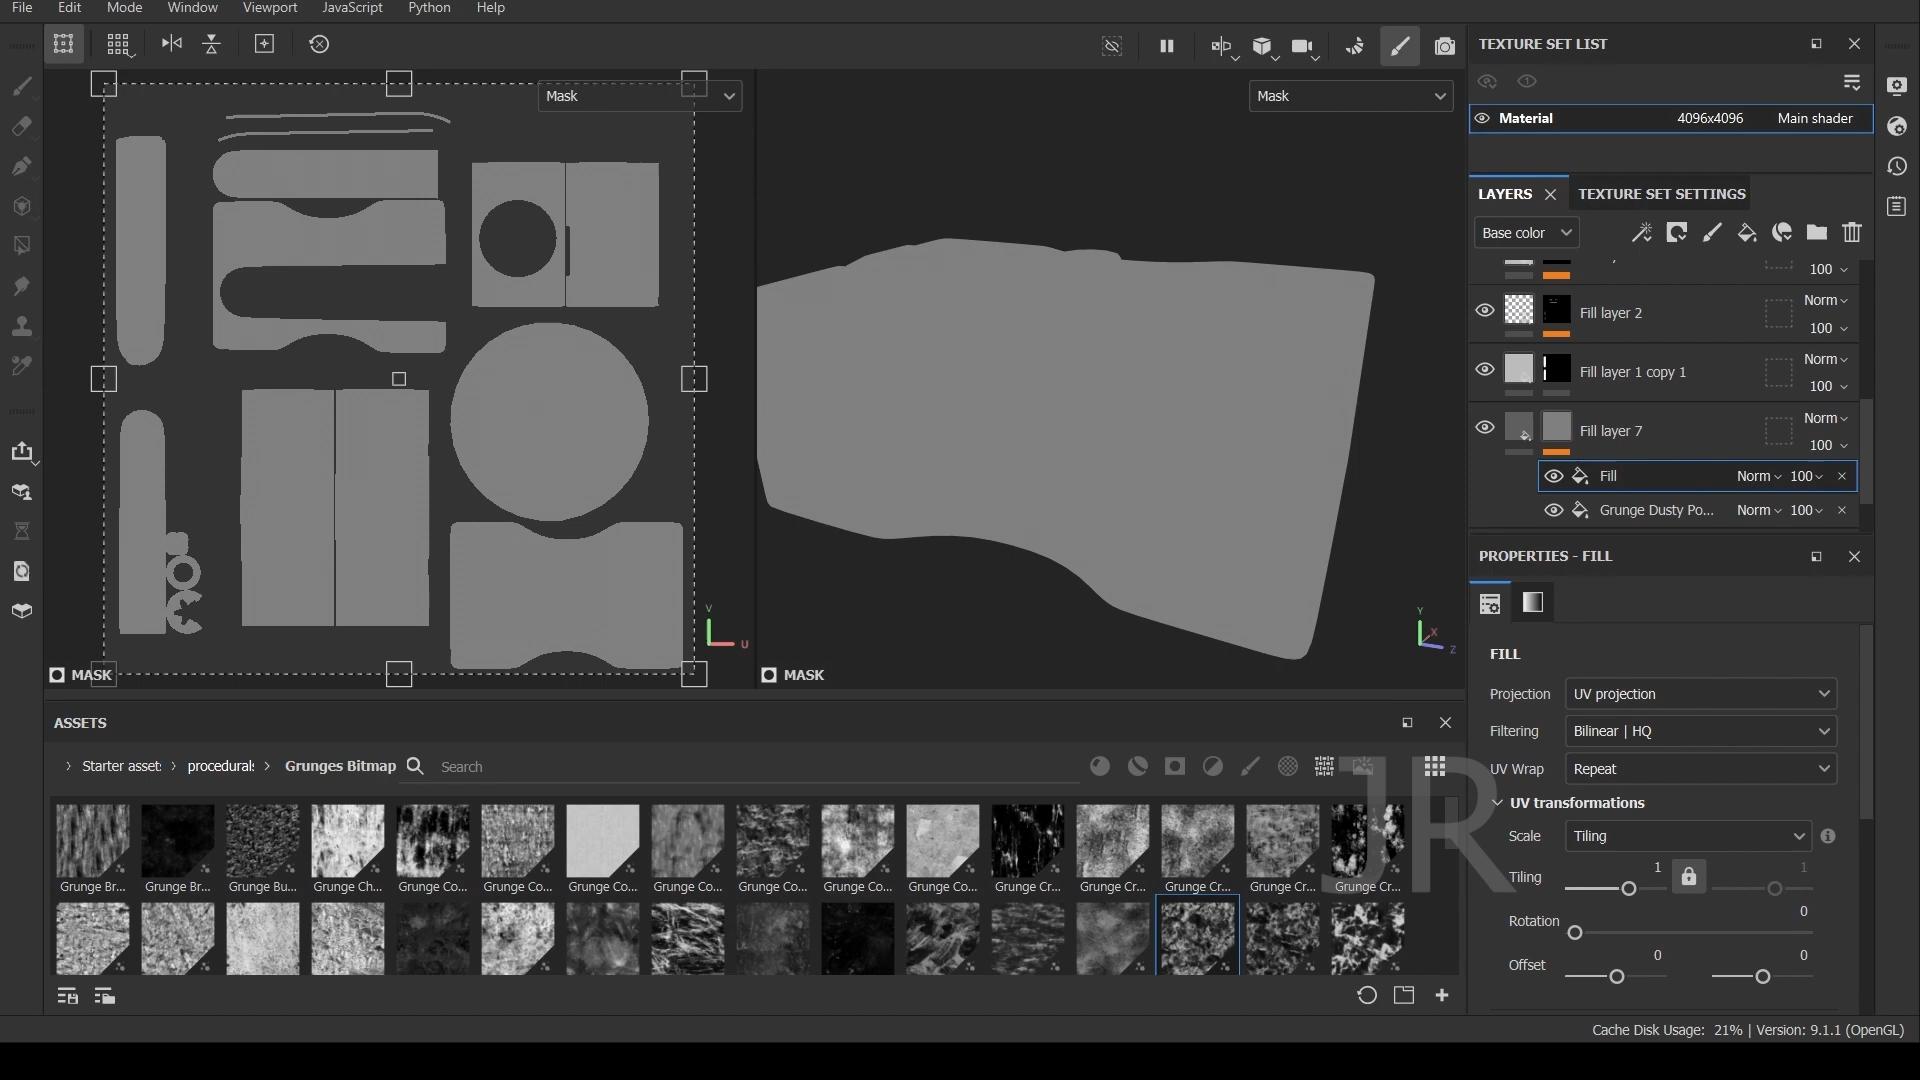 File Edit Mode Window Viewport JavaScript Python Help
TEXTURE SET LIST
Mask
Mask
Material 4096x4096 Main shader
LAYERS TEXTURE SET SETTINGS
Base color
100
Fill layer 2 Norm
100
Fill layer 1 copy 1 Norm
100
Fill layer 7 Norm
100
Fill Norm 100
Grunge Dusty Po... Norm 100
PROPERTIES - FILL
FILL
Projection UV projection
Filtering Bilinear | HQ
UV Wrap Repeat
UV transformations
Scale Tiling
Tiling 1 1
Rotation 0
Offset 0 0
V
U
Y
X
Z
MASK
MASK
ASSETS
Starter asset procedural Grunges Bitmap Search
Grunge Br... Grunge Br... Grunge Bu... Grunge Ch... Grunge Co... Grunge Co... Grunge Co... Grunge Co... Grunge Co... Grunge Co... Grunge Co... Grunge Cr... Grunge Cr... Grunge Cr... Grunge Cr... Grunge Cr...
JR
Cache Disk Usage: 21% | Version: 9.1.1 (OpenGL)